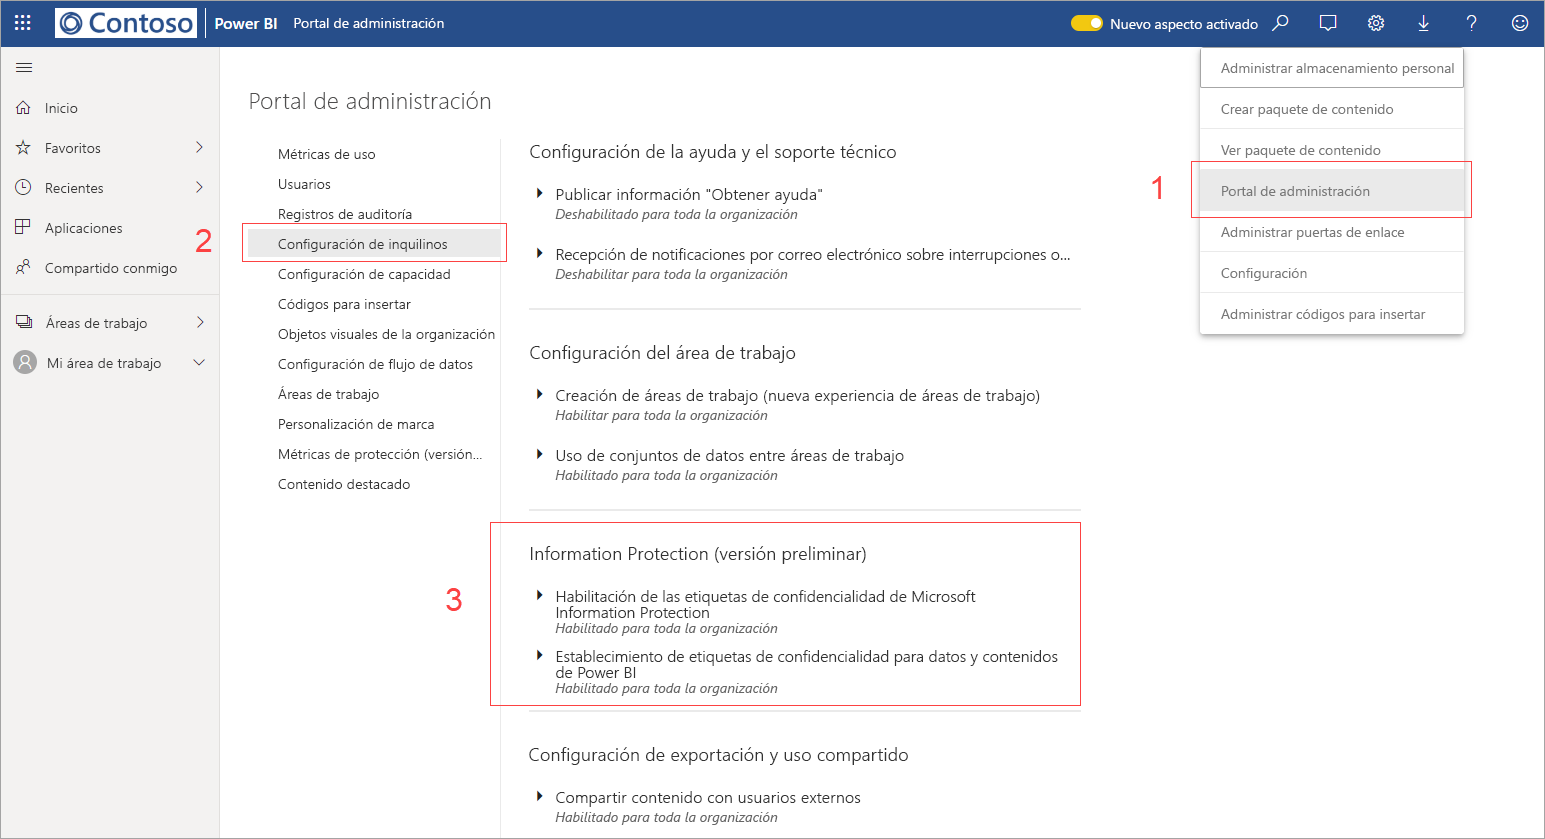 Contoso
Power BI
Portal de administración
Nuevo aspecto activado
?
Inicio
Favoritos
Recientes
Aplicaciones
Compartido conmigo
Áreas de trabajo
Mi área de trabajo
Portal de administración
Métricas de uso
Usuarios
Registros de auditoría
2
Configuración de inquilinos
Configuración de capacidad
Códigos para insertar
Objetos visuales de la organización
Configuración de flujo de datos
Áreas de trabajo
Personalización de marca
Métricas de protección (versión...
Contenido destacado
Configuración de la ayuda y el soporte técnico
Publicar información "Obtener ayuda"
Deshabilitado para toda la organización
Recepción de notificaciones por correo electrónico sobre interrupciones o...
Deshabilitar para toda la organización
Configuración del área de trabajo
Creación de áreas de trabajo (nueva experiencia de áreas de trabajo)
Habilitar para toda la organización
Uso de conjuntos de datos entre áreas de trabajo
Habilitado para toda la organización
3
Information Protection (versión preliminar)
Habilitación de las etiquetas de confidencialidad de Microsoft
Information Protection
Habilitado para toda la organización
Establecimiento de etiquetas de confidencialidad para datos y contenidos
de Power BI
Habilitado para toda la organización
Configuración de exportación y uso compartido
Compartir contenido con usuarios externos
Habilitado para toda la organización
Administrar almacenamiento personal
Crear paquete de contenido
Ver paquete de contenido
1
Portal de administración
Administrar puertas de enlace
Configuración
Administrar códigos para insertar